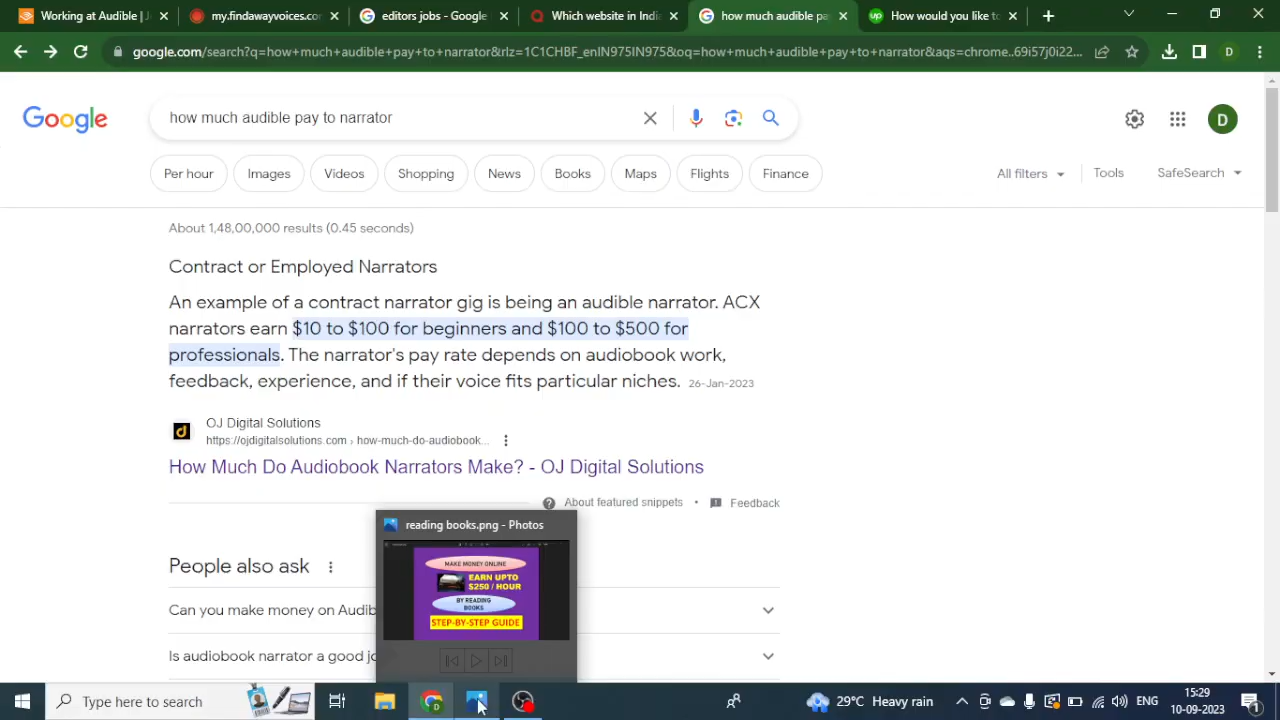 Working at Audible | J
my.findawayvoices.co
editors jobs - Google S
Which website in India
how much audible pay
How would you like to
google.com/search?q=how+much+audible+pay+to+narrator&rlz=1C1CHBF_enIN975IN975&oq=how+much+audible+pay+to+narrator&aqs=chrome..69i57j0i22...
D
Google
how much audible pay to narrator
D
Per hour
Images
Videos
Shopping
News
Books
Maps
Flights
Finance
All filters
Tools
SafeSearch
About 1,48,00,000 results (0.45 seconds)
Contract or Employed Narrators
An example of a contract narrator gig is being an audible narrator. ACX
narrators earn $10 to $100 for beginners and $100 to $500 for
professionals. The narrator's pay rate depends on audiobook work,
feedback, experience, and if their voice fits particular niches. 26-Jan-2023
OJ Digital Solutions
https://ojdigitalsolutions.com › how-much-do-audiobook...
How Much Do Audiobook Narrators Make? - OJ Digital Solutions
About featured snippets
Feedback
reading books.png - Photos
MAKE MONEY ONLINE
EARN UPTO
$250 / HOUR
BY READING
BOOKS
STEP-BY-STEP GUIDE
People also ask
Can you make money on Audib
Is audiobook narrator a good jo
Type here to search
29°C Heavy rain
ENG
15:29
10-09-2023
1